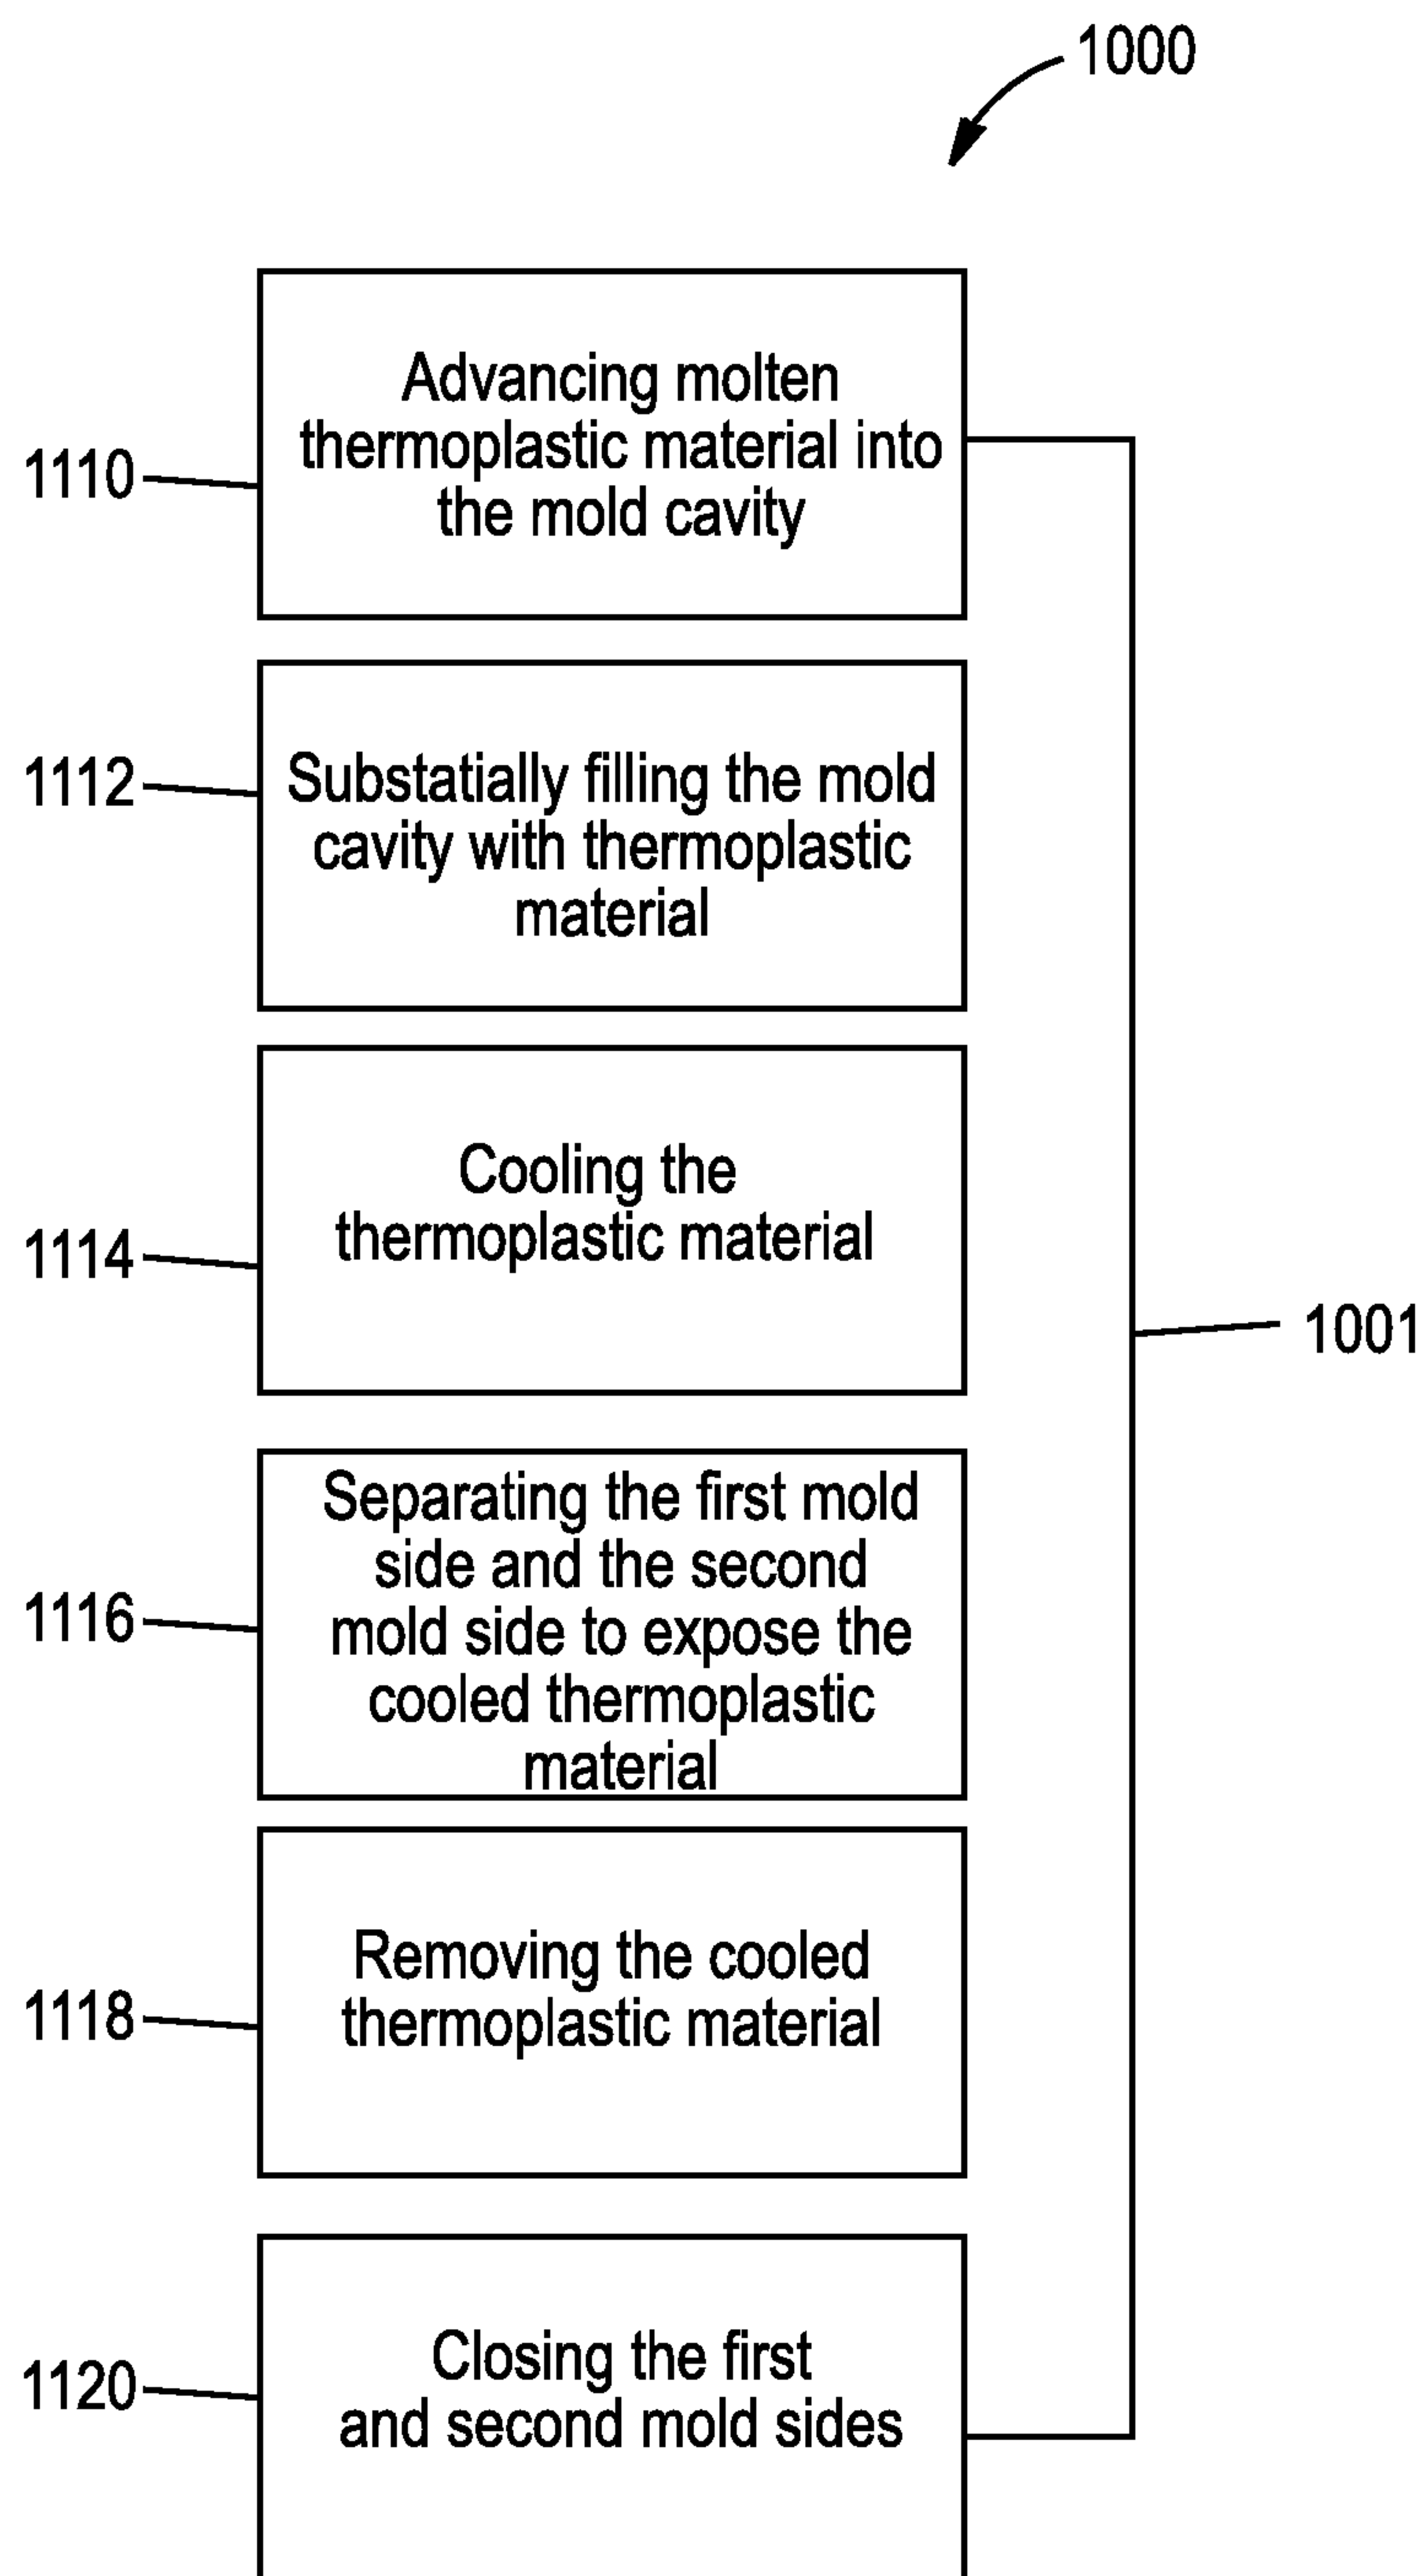 1000
Advancing molten
thermoplastic material into
the mold cavity
1110
Substatially filling the mold
cavity with thermoplastic
material
1112
Cooling the
thermoplastic material
1114
1001
Separating the first mold
side and the second
mold side to expose the
cooled thermoplastic
material
1116
Removing the cooled
thermoplastic material
1118
Closing the first
and second mold sides
1120